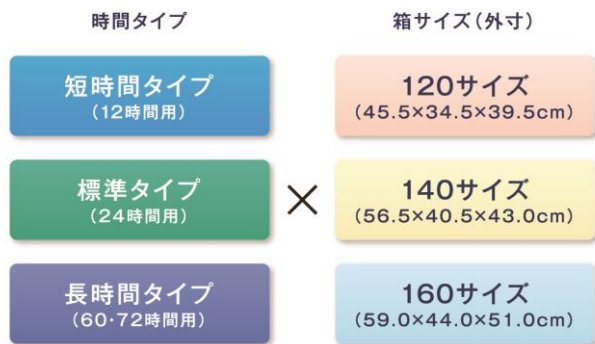 時間タイプ
箱サイズ(外寸)
短時間タイプ
(12時間用)
120サイズ
(45.5×34.5×39.5cm)
標準タイプ
(24時間用)
×
140サイズ
(56.5×40.5×43.0cm)
長時間タイプ
(60・72時間用)
160サイズ
(59.0×44.0×51.0cm)